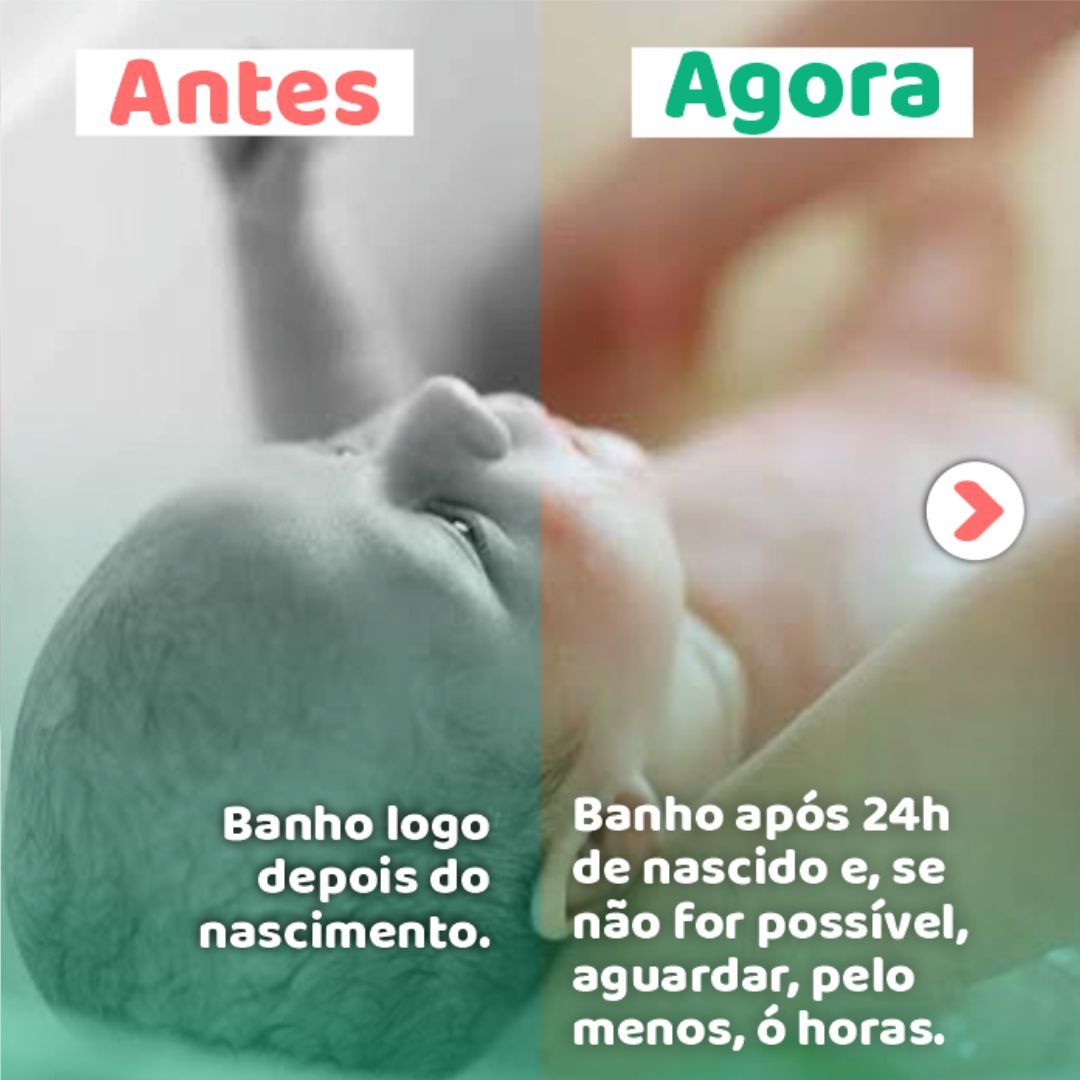 Antes
Agora
Banho logo
depois do
nascimento.
Banho após 24h
de nascido e, se
não for possível,
aguardar, pelo
menos, ó horas.